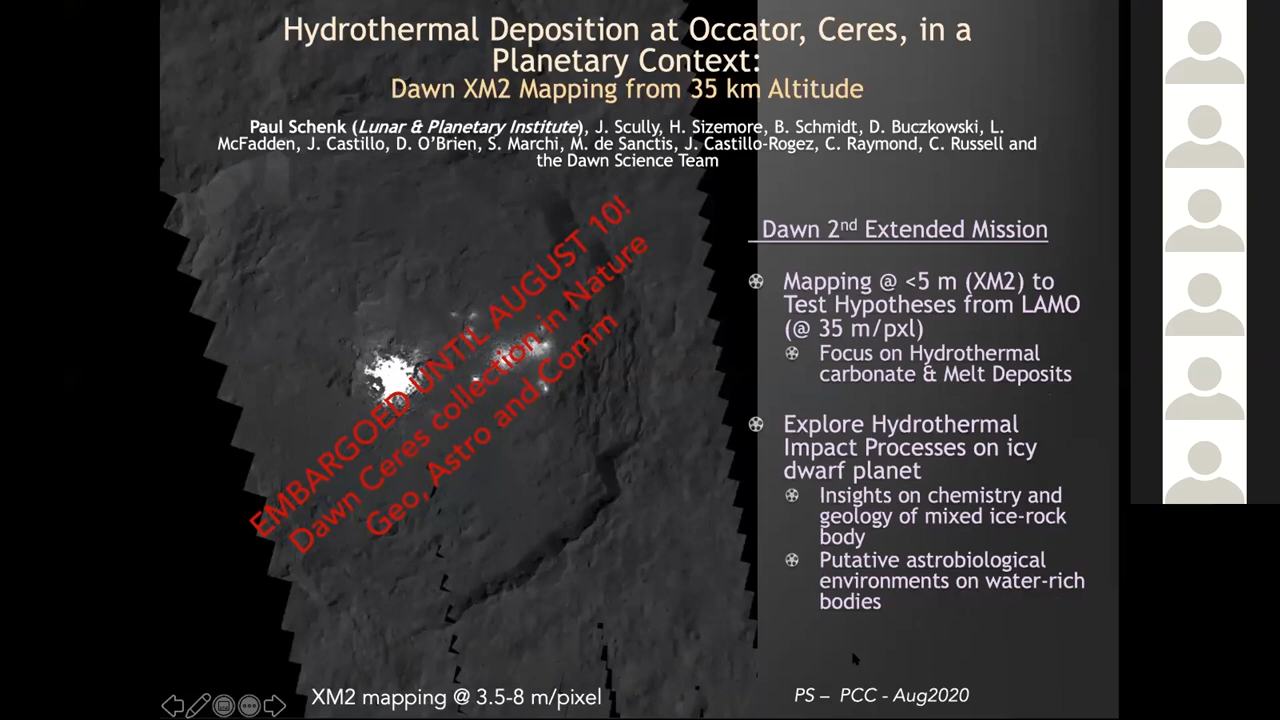 Hydrothermal Deposition at Occator, Ceres, in a
Planetary Context:
Dawn XM2 Mapping from 35 km Altitude
Paul Schenk (Lunar & Planetary Institute), J. Scully, H. Sizemore, B. Schmidt, D. Buczkowski, L.
McFadden, J. Castillo, D. O'Brien, S. Marchi, M. de Sanctis, J. Castillo-Rogez, C. Raymond, C. Russell and
the Dawn Science Team
EMBARGOED UNTIL AUGUST 10!
Dawn Ceres collection in Nature
Geo, Astro and Comm
Dawn 2nd Extended Mission
Mapping @ <5 m (XM2) to
Test Hypotheses from LAMO
(@ 35 m/pxl)
Focus on Hydrothermal
carbonate & Melt Deposits
Explore Hydrothermal
Impact Processes on icy
dwarf planet
Insights on chemistry and
geology of mixed ice-rock
body
Putative astrobiological
environments on water-rich
bodies
XM2 mapping @ 3.5-8 m/pixel
PS – PCC - Aug2020